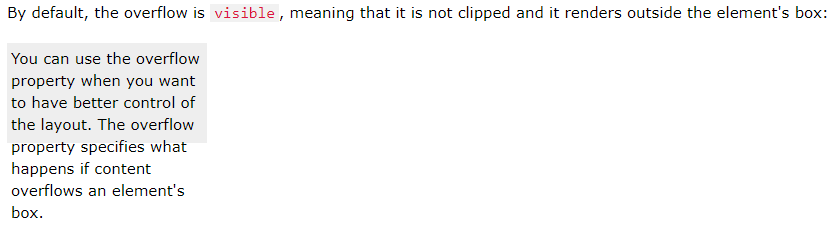 By default, the overflow is visible, meaning that it is not clipped and it renders outside the element's box:
You can use the overflow
property when you want
to have better control of
the layout. The overflow
property specifies what
happens if content
overflows an element's
box.